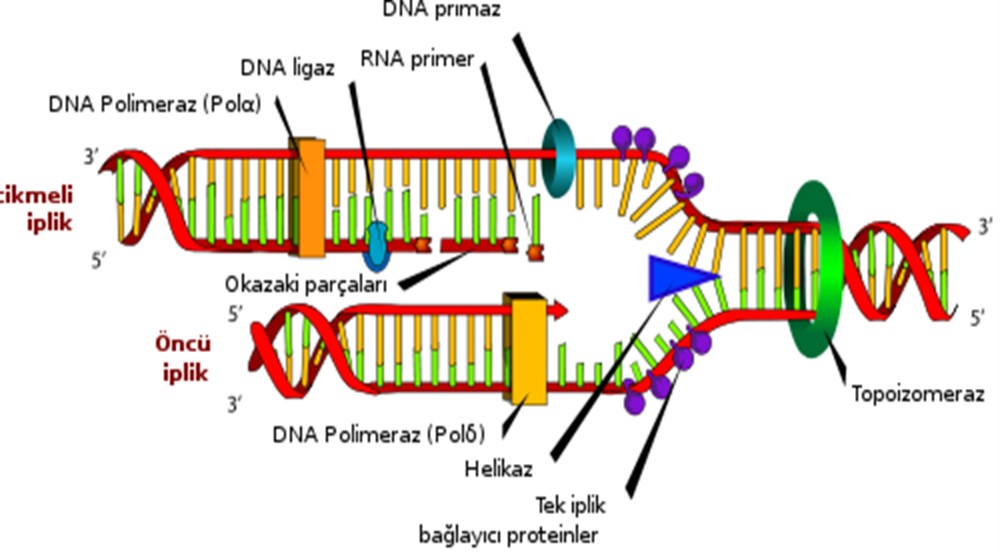 DNA primaz
RNA primer
DNA ligaz
DNA Polimeraz (Polα)
3′
cikmeli
iplik
5′
Okazaki parçaları
3′
5′
5′
Öncü
iplik
3′
Topoizomeraz
DNA Polimeraz (Polδ)
Helikaz
Tek iplik
bağlayıcı proteinler